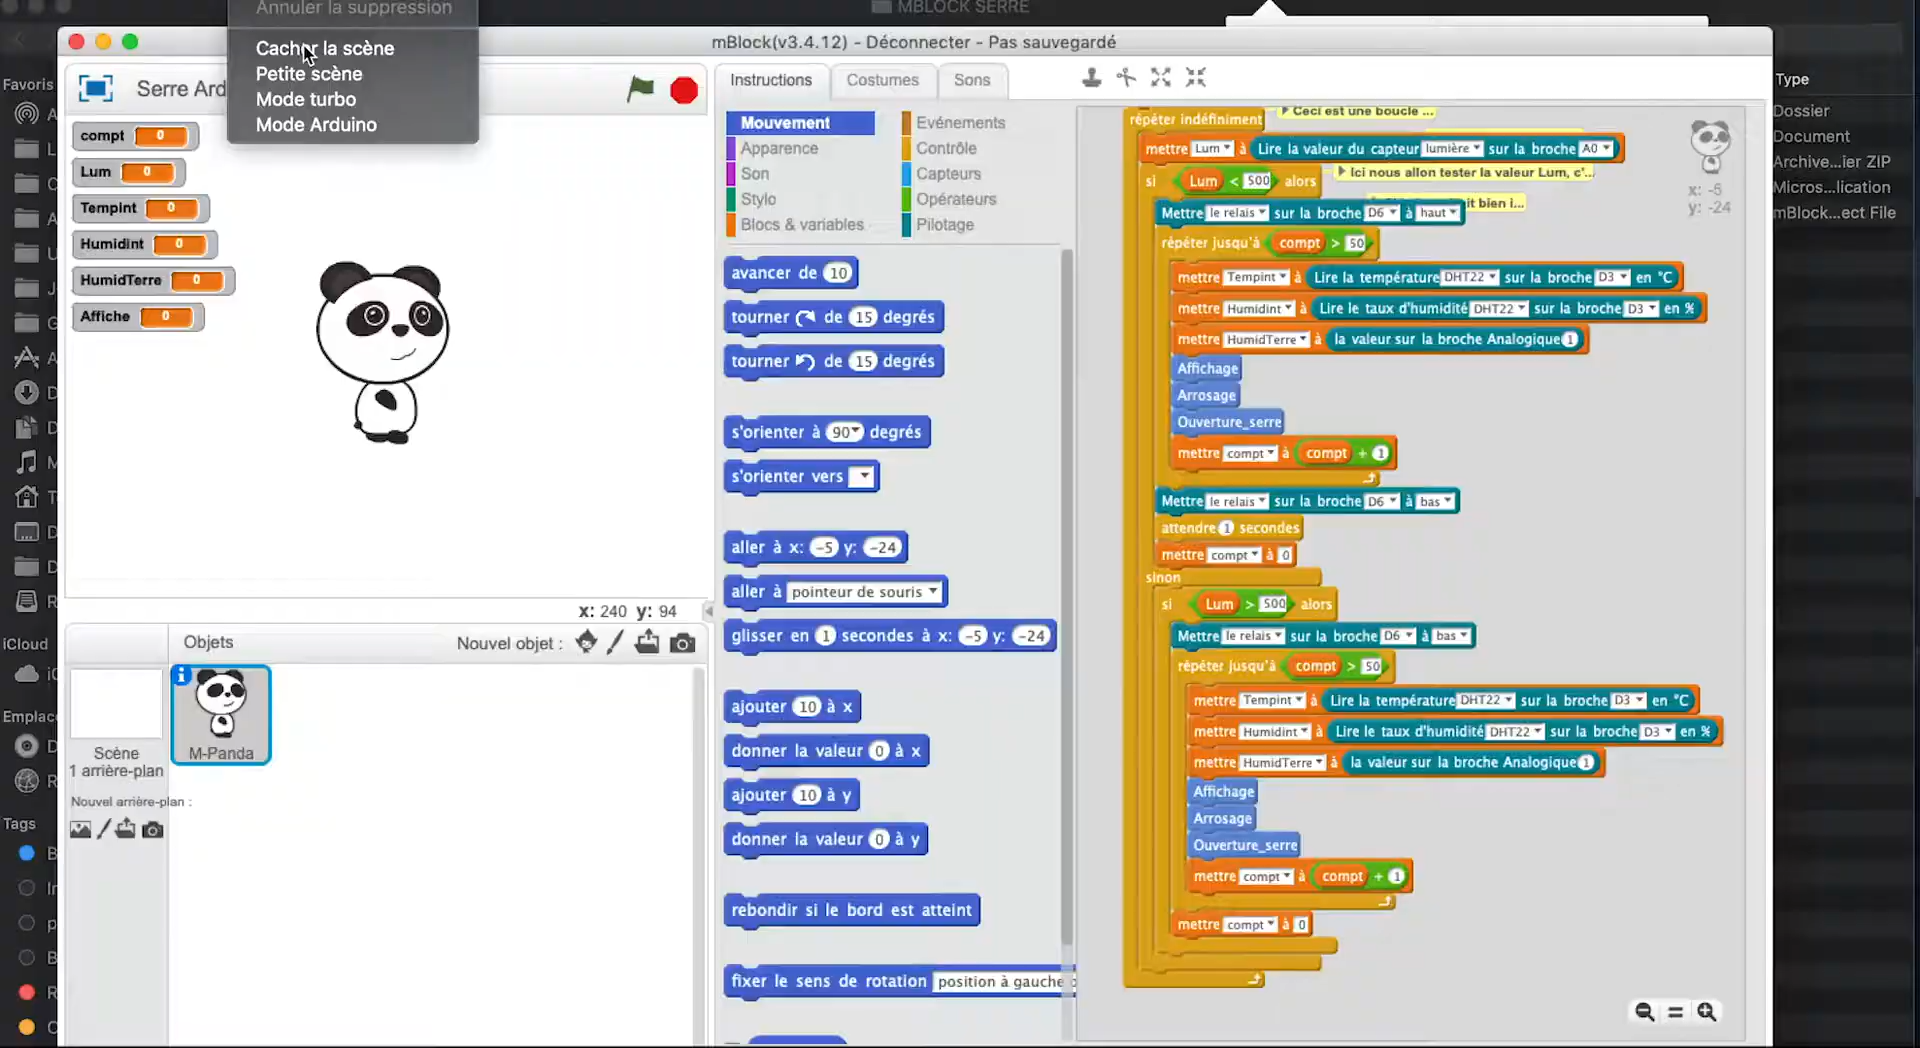 Annuler la suppression
MBLOCK SERRE
Cacher la scène
Petite scène
Mode turbo
Mode Arduino
mBlock(v3.4.12) - Déconnecter - Pas sauvegardé
Serre Ard
compt 0
Lum 0
Tempint 0
Humidint 0
HumidTerre 0
Affiche 0
x: 240 y: 94
Objets
Nouvel objet :
M-Panda
Scène
1 arrière-plan
Nouvel arrière-plan :
Favoris
iCloud
Emplac
Tags
Instructions
Costumes
Sons
Mouvement
Apparence
Son
Stylo
Blocs & variables
Evénements
Contrôle
Capteurs
Opérateurs
Pilotage
avancer de 10
tourner de 15 degrés
tourner de 15 degrés
s'orienter à 90 degrés
s'orienter vers
aller à x: -5 y: -24
aller à pointeur de souris
glisser en 1 secondes à x: -5 y: -24
ajouter 10 à x
donner la valeur 0 à x
ajouter 10 à y
donner la valeur 0 à y
rebondir si le bord est atteint
fixer le sens de rotation position à gauche
répéter indéfiniment
Ceci est une boucle ...
mettre Lum à Lire la valeur du capteur lumière sur la broche A0
si Lum < 500 alors
Ici nous allon tester la valeur Lum, c'...
it bien i...
Mettre le relais sur la broche D6 à haut
répéter jusqu'à compt > 50
mettre Tempint à Lire la température DHT22 sur la broche D3 en °C
mettre Humidint à Lire le taux d'humidité DHT22 sur la broche D3 en %
mettre HumidTerre à la valeur sur la broche Analogique 1
Affichage
Arrosage
Ouverture_serre
mettre compt à compt + 1
Mettre le relais sur la broche D6 à bas
attendre 1 secondes
mettre compt à 0
sinon
si Lum > 500 alors
Mettre le relais sur la broche D6 à bas
répéter jusqu'à compt > 50
mettre Tempint à Lire la température DHT22 sur la broche D3 en °C
mettre Humidint à Lire le taux d'humidité DHT22 sur la broche D3 en %
mettre HumidTerre à la valeur sur la broche Analogique 1
Affichage
Arrosage
Ouverture_serre
mettre compt à compt + 1
mettre compt à 0
x: -5
y: -24
Type
Dossier
Document
Archive...ier ZIP
Micros...lication
mBlock...ect File